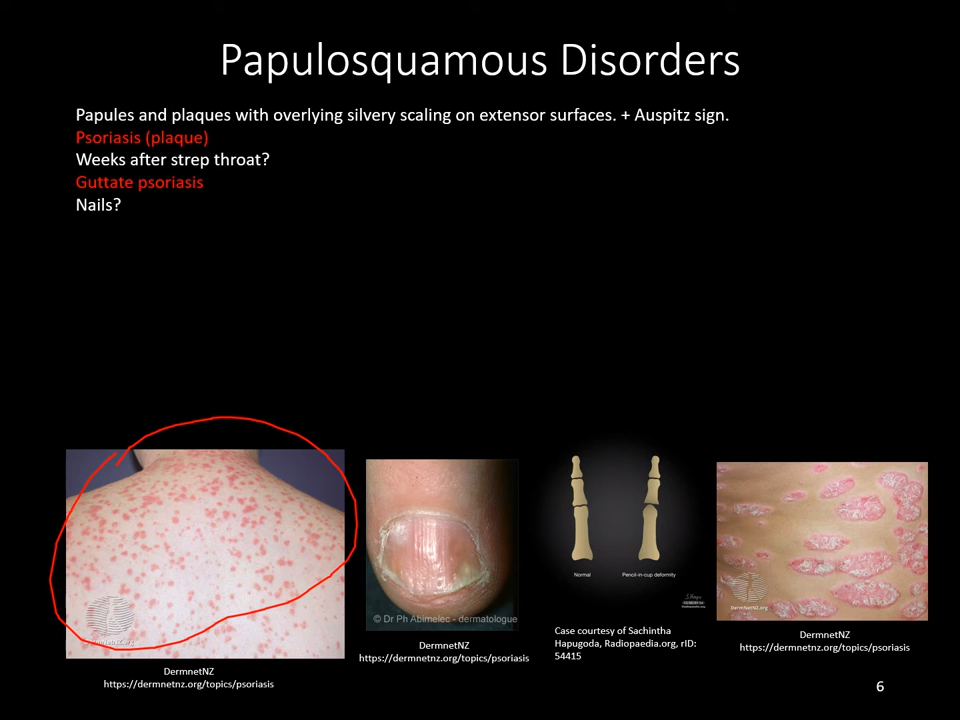 Papulosquamous Disorders
Papules and plaques with overlying silvery scaling on extensor surfaces. + Auspitz sign.
Psoriasis (plaque)
Weeks after strep throat?
Guttate psoriasis
Nails?
DermNetNZ.org
© Dr Ph Abimelec - dermatologue
Normal
Pencil-in-cup deformity
DermNetNZ.org
DermnetNZ
https://dermnetnz.org/topics/psoriasis
DermnetNZ
https://dermnetnz.org/topics/psoriasis
Case courtesy of Sachintha
Hapugoda, Radiopaedia.org, rID:
54415
DermnetNZ
https://dermnetnz.org/topics/psoriasis
6